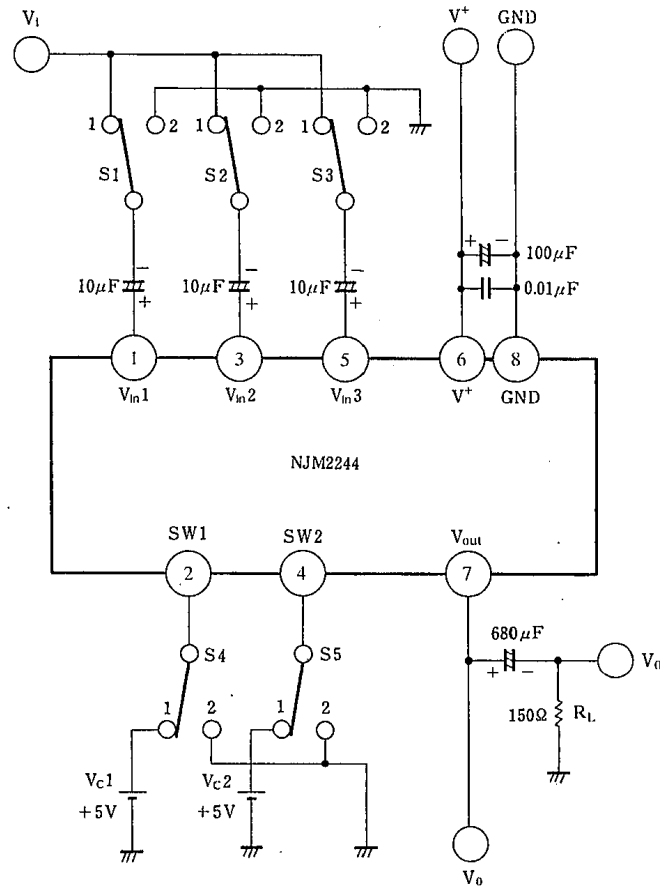 Vi V+ GND
1 2 1 2 1 2
S1 S2 S3
+ − 100μF
− − −
10μF 10μF 10μF 0.01μF
+ + +
1 3 5 6 8
Vin1 Vin2 Vin3 V+ GND
NJM2244
SW1 SW2 Vout
2 4 7
680μF
S4 S5 Vo
+ −
1 2 1 2 150Ω RL
VC1 VC2
+5V +5V
Vo